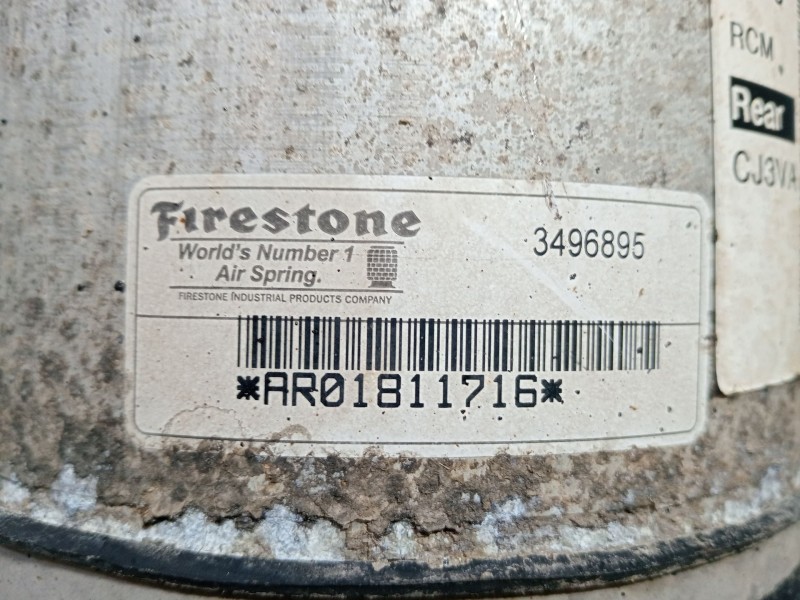 RCM
Rear
CJ3VA
Firestone
World's Number 1
Air Spring.
FIRESTONE INDUSTRIAL PRODUCTS COMPANY
3496895
*AR01811716*